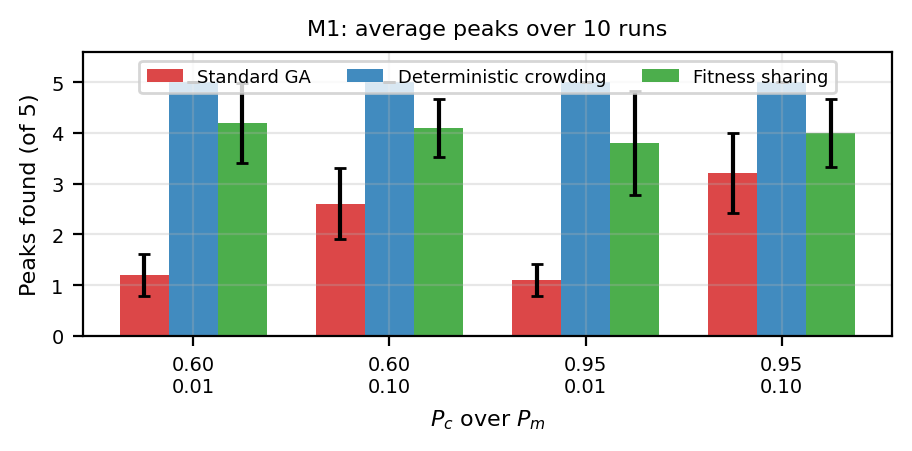 M1: average peaks over 10 runs
Standard GA Deterministic crowding Fitness sharing
Peaks found (of 5)
5
4
3
2
1
0
0.60 0.60 0.95 0.95
0.01 0.10 0.01 0.10
Pc over Pm